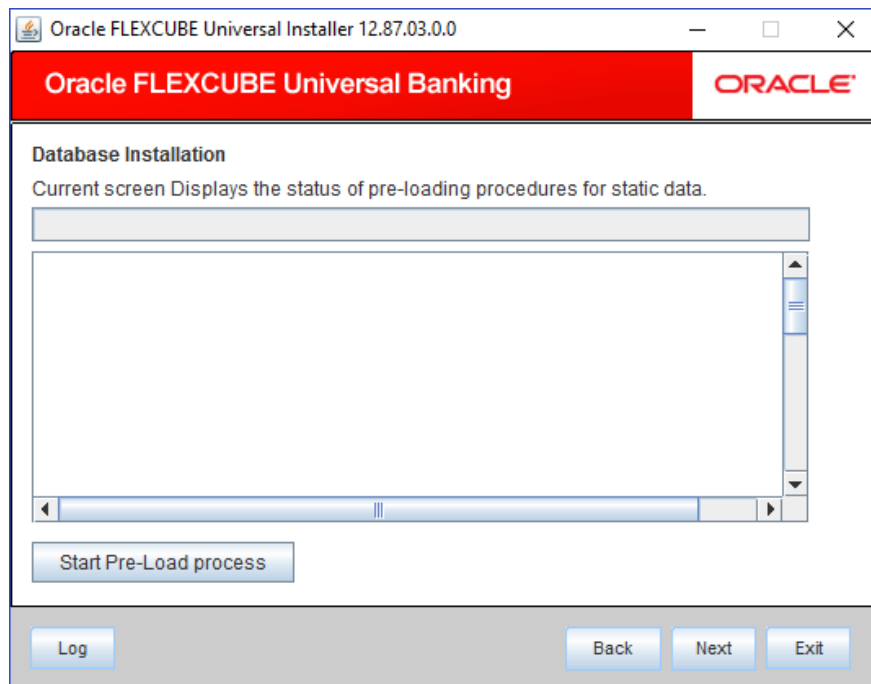 Oracle FLEXCUBE Universal Installer 12.87.03.0.0
Oracle FLEXCUBE Universal Banking
ORACLE
Database Installation
Current screen Displays the status of pre-loading procedures for static data.
Start Pre-Load process
Log Back Next Exit